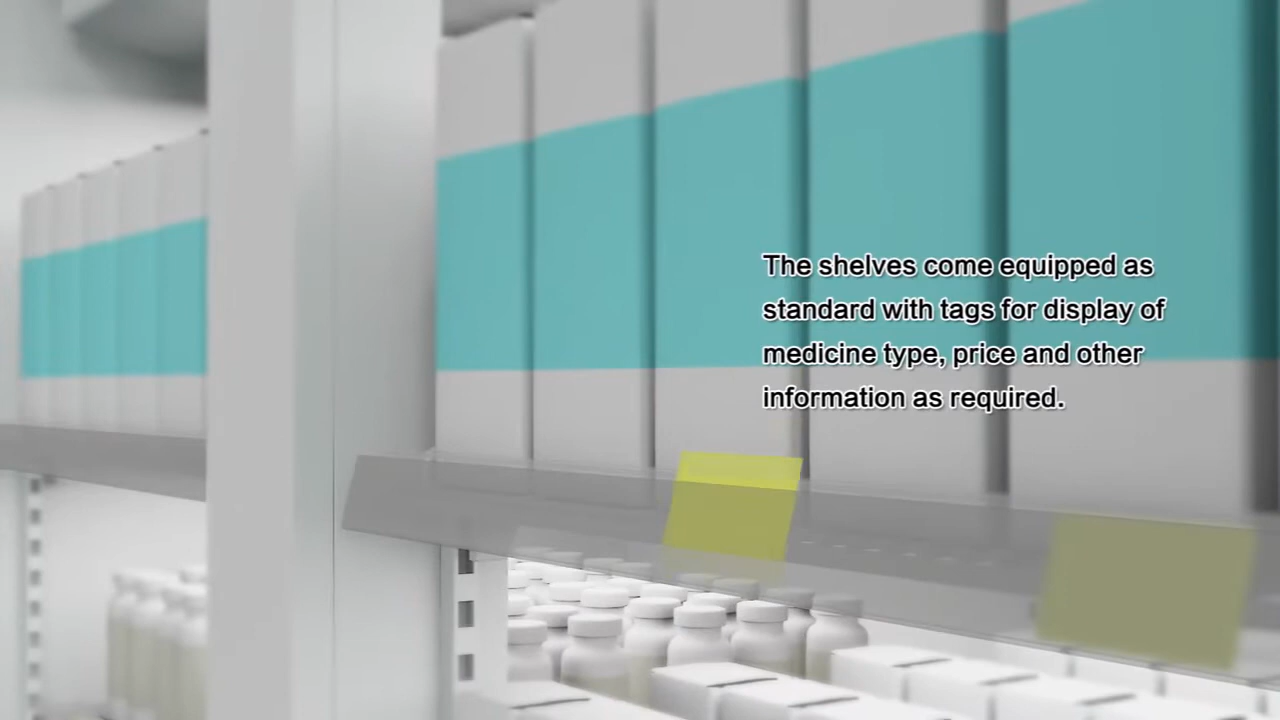 The shelves come equipped as
standard with tags for display of
medicine type, price and other
information as required.